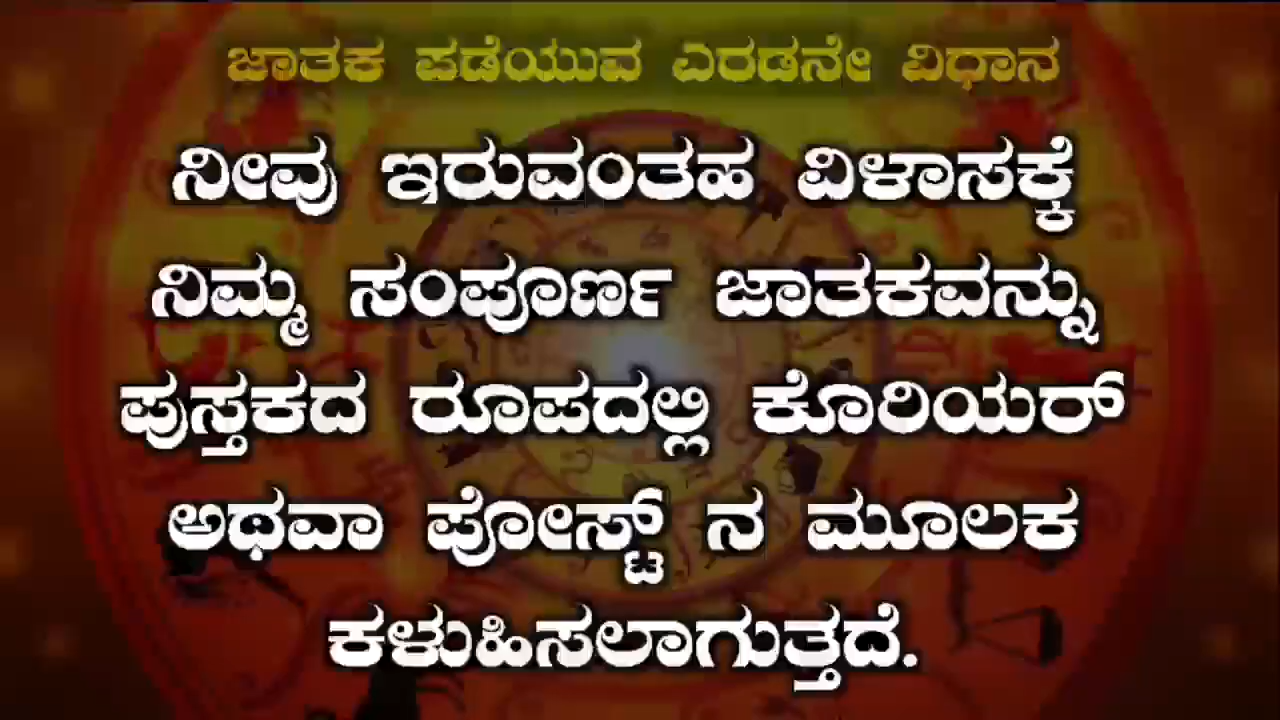 ಜಾತಕ ಪಡೆಯುವ ಎರಡನೇ ವಿಧಾನ
ನೀವು ಇರುವಂತಹ ವಿಳಾಸಕ್ಕೆ
ನಿಮ್ಮ ಸಂಪೂರ್ಣ ಜಾತಕವನ್ನು
ಪುಸ್ತಕದ ರೂಪದಲ್ಲಿ ಕೊರಿಯರ್
ಅಥವಾ ಪೋಸ್ಟ್ ನ ಮೂಲಕ
ಕಳುಹಿಸಲಾಗುತ್ತದೆ.